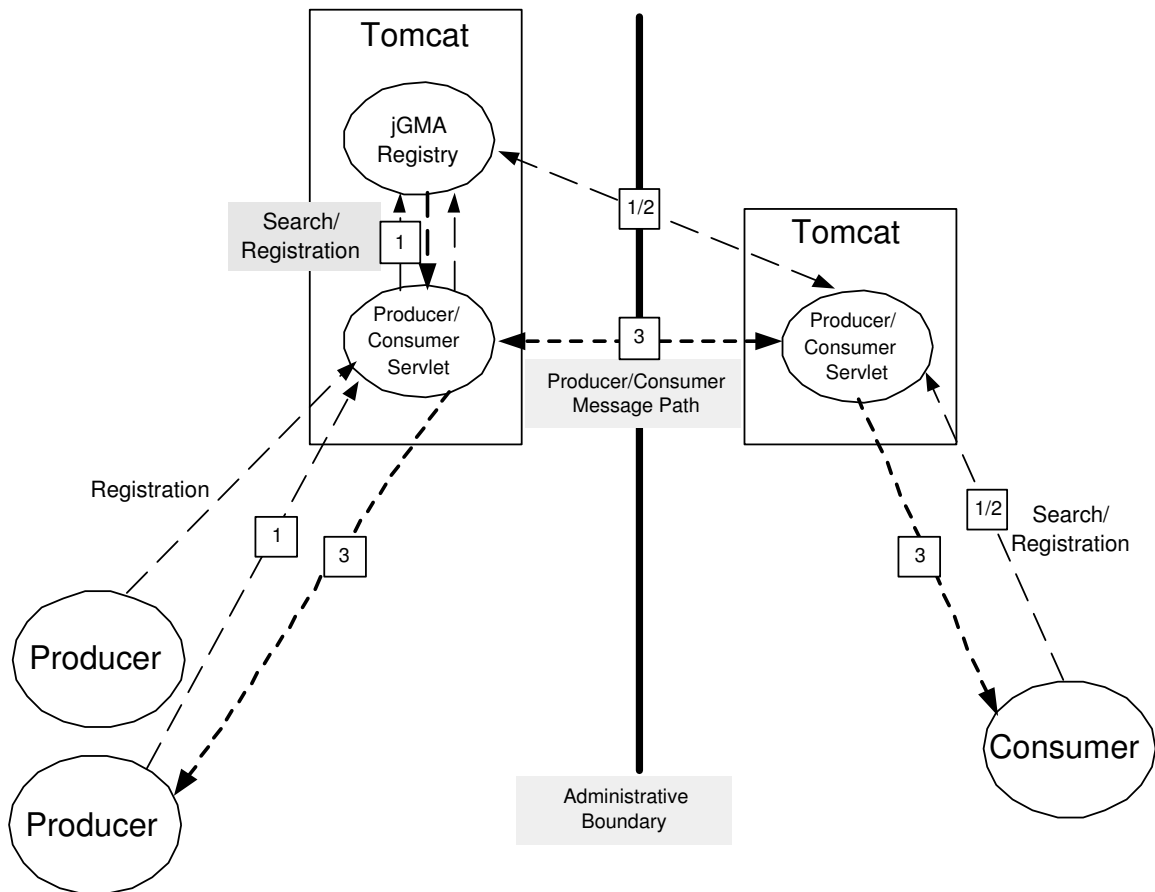 Tomcat
jGMA
Registry
Search/
Registration
1
1/2
Tomcat
Producer/
Consumer
Servlet
3
Producer/
Consumer
Servlet
Producer/Consumer
Message Path
Registration
1
3
1/2
Search/
Registration
3
Producer
Consumer
Producer
Administrative
Boundary